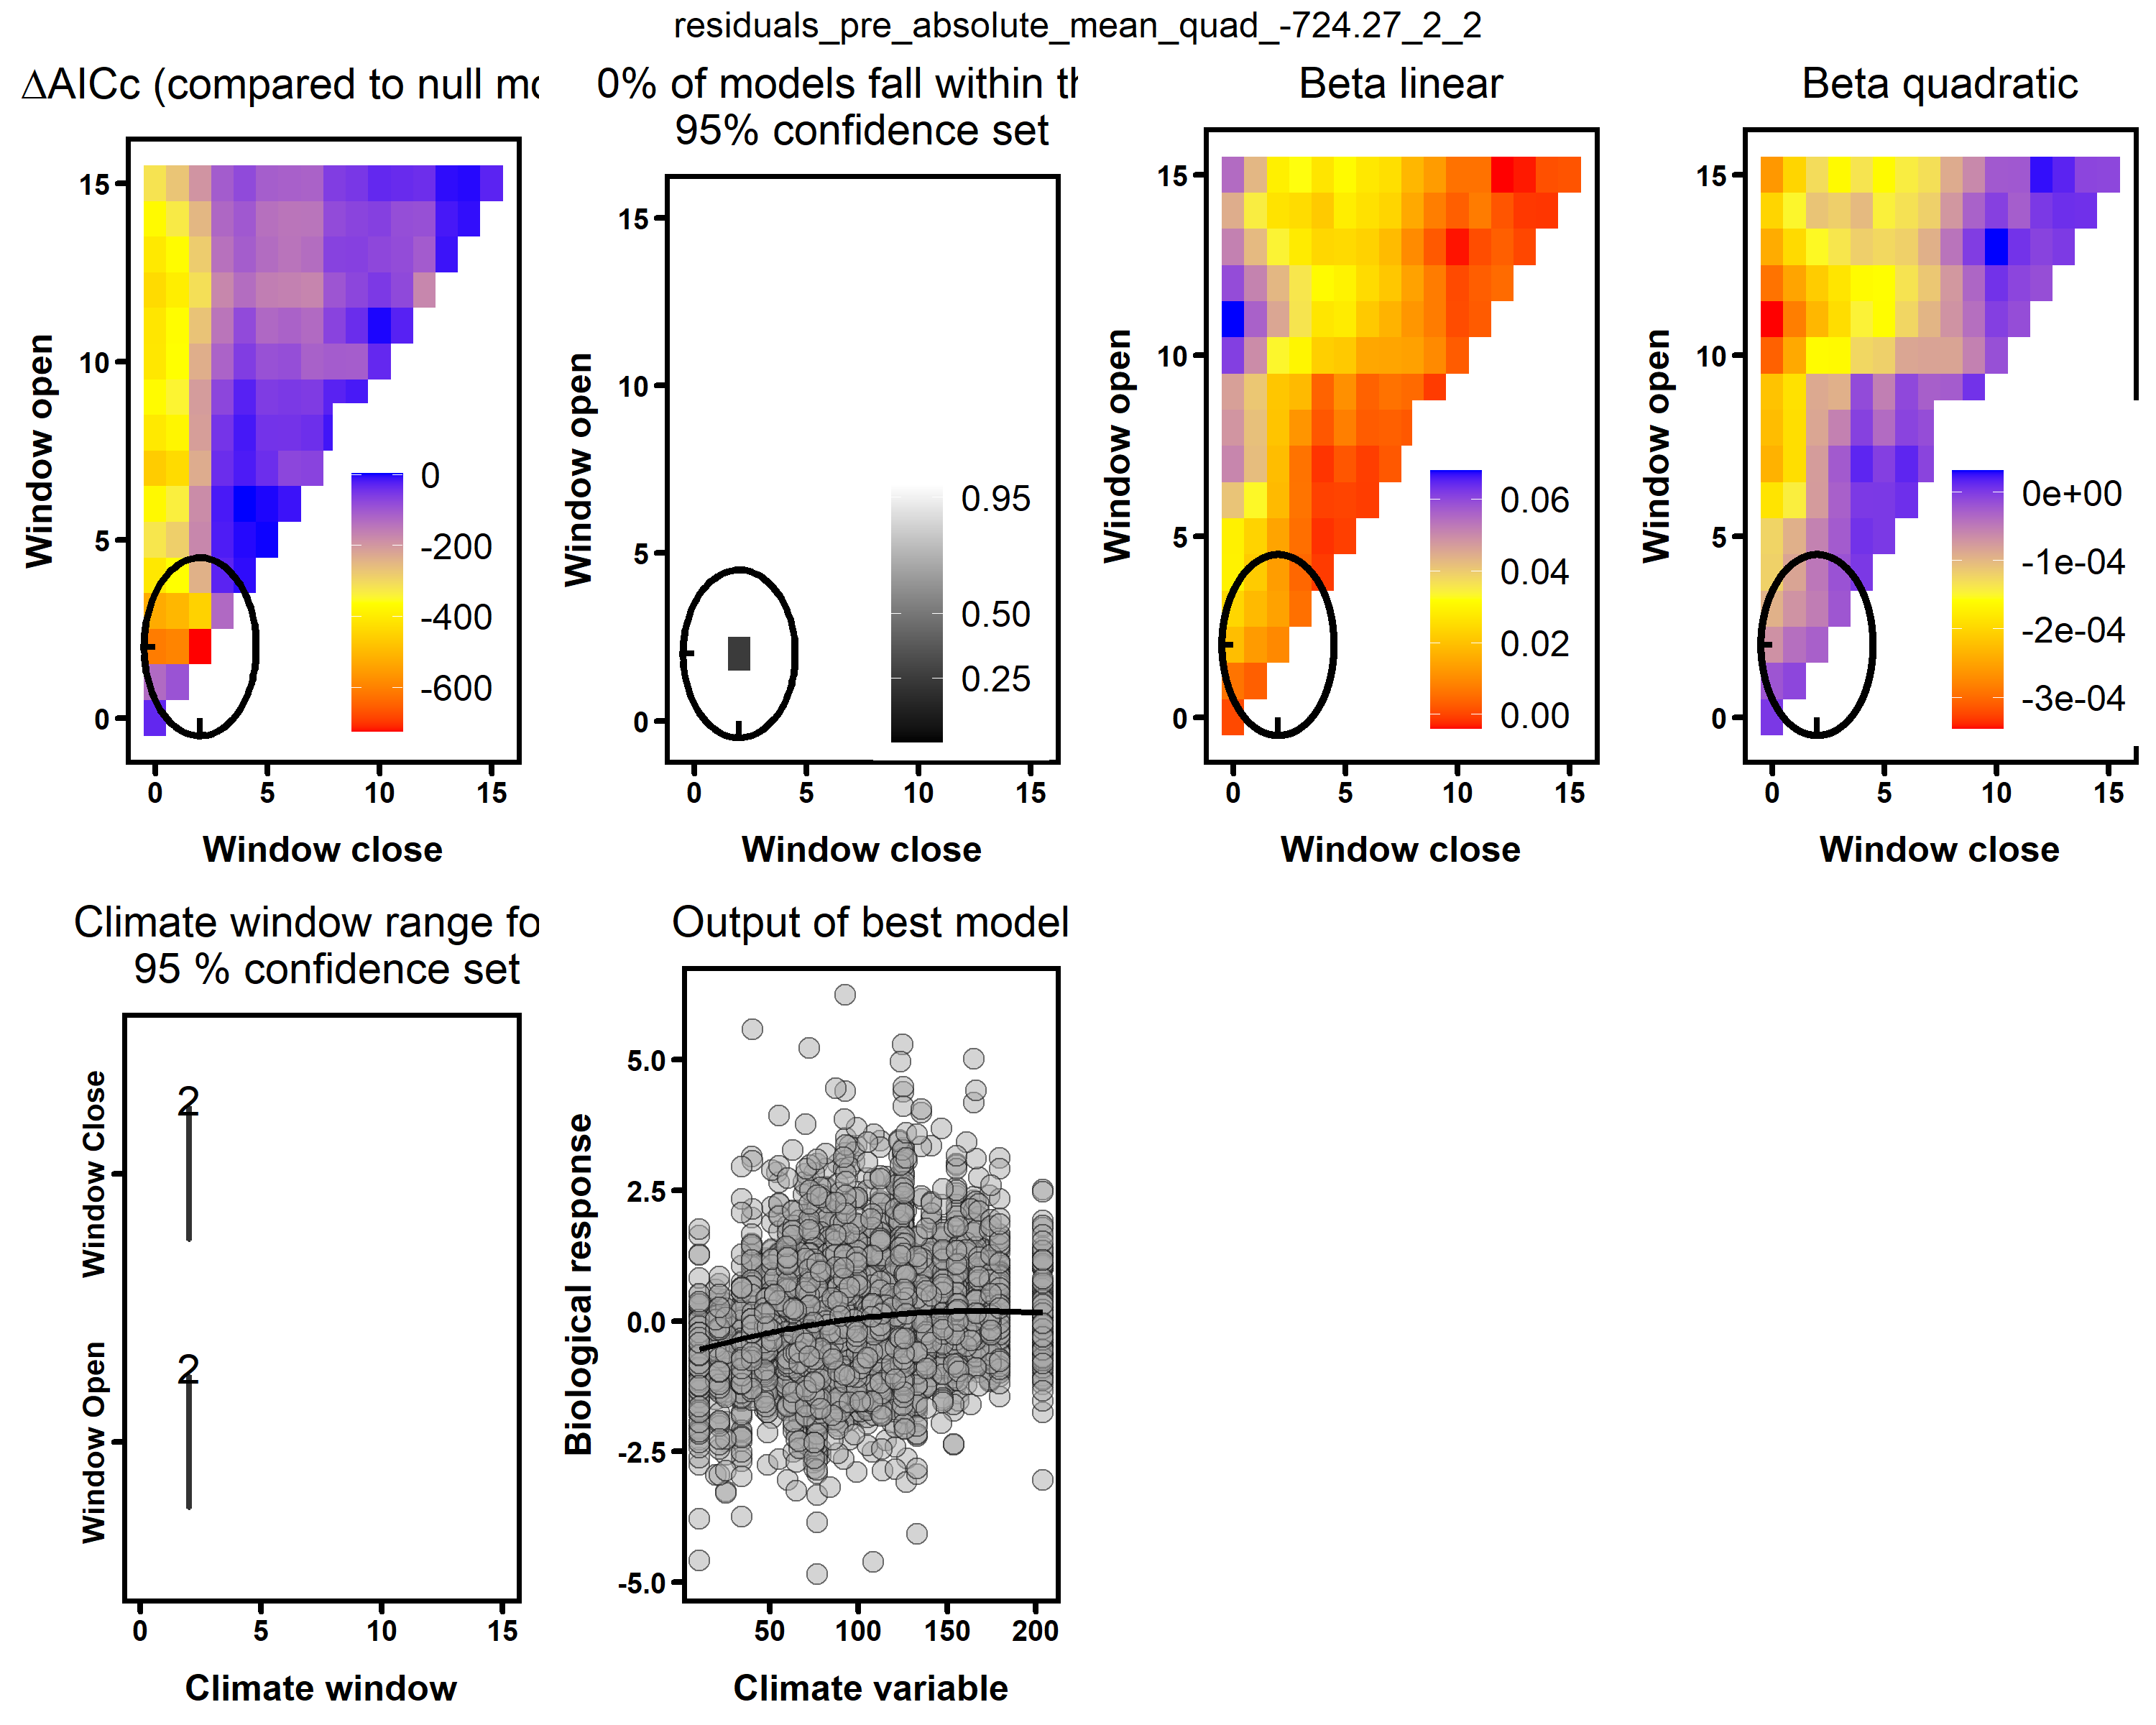 residuals_pre_absolute_mean_quad_-724.27_2_2
ΔAICc (compared to null mo
15
10
5
0
0
5
10
15
Window open
Window close
0
-200
-400
-600
0% of models fall within th
95% confidence set
15
10
5
0
0
5
10
15
Window open
Window close
0.95
0.50
0.25
Beta linear
15
10
5
0
0
5
10
15
Window open
Window close
0.06
0.04
0.02
0.00
Beta quadratic
15
10
5
0
0
5
10
15
Window open
Window close
0e+00
-1e-04
-2e-04
-3e-04
Climate window range fo
95 % confidence set
Window Close
Window Open
2
2
0
5
10
15
Climate window
Output of best model
5.0
2.5
0.0
-2.5
-5.0
Biological response
50
100
150
200
Climate variable